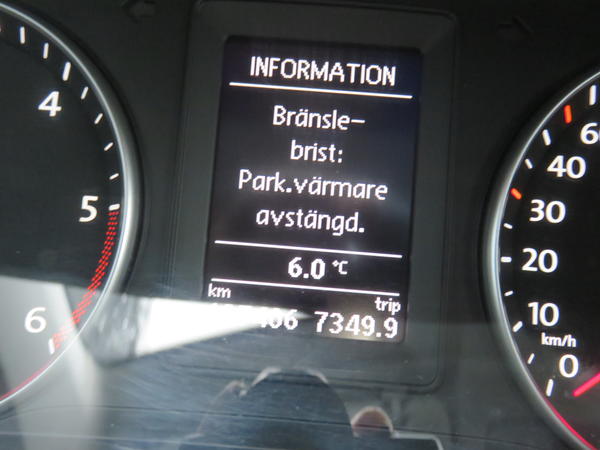 INFORMATION
Bränsle-
brist:
Park.värmare
avstängd.
6.0 °C
km trip
7349.9
4
5
6
60
40
30
20
10
km/h
0